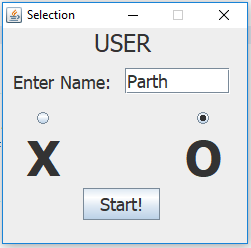 Selection
USER
Enter Name: Parth
X O
Start!